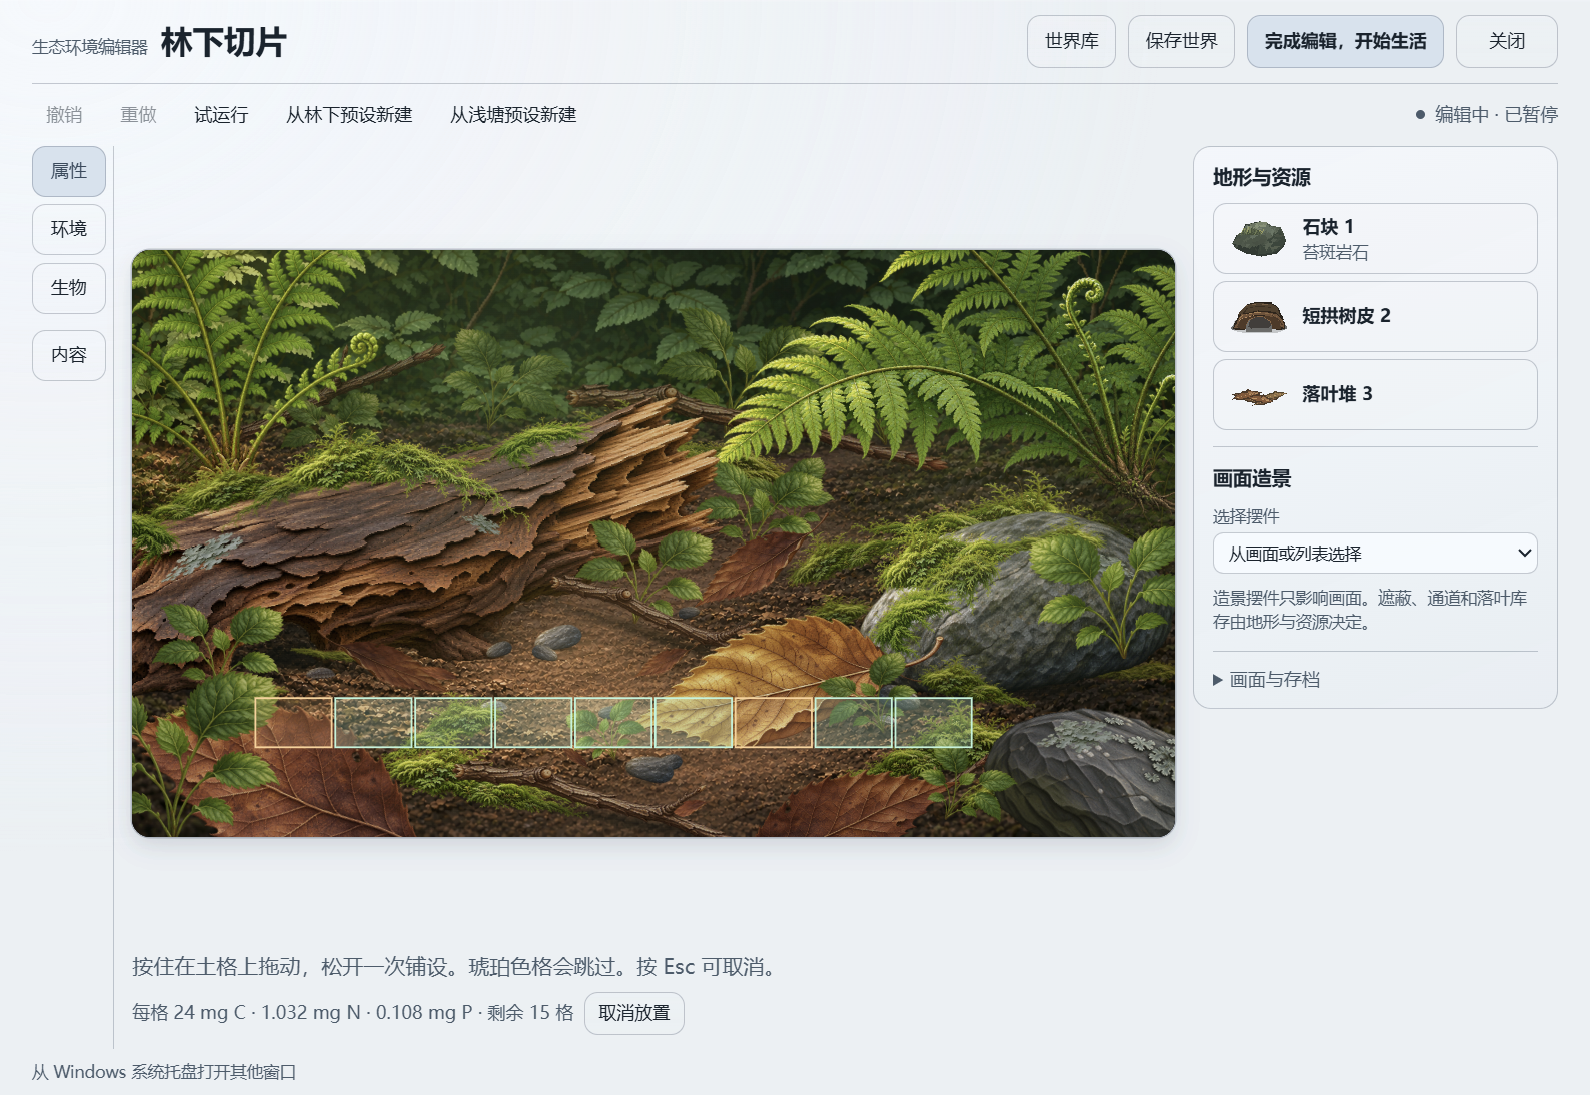 生态环境编辑器 林下切片
世界库 保存世界 完成编辑，开始生活 关闭
撤销 重做 试运行 从林下预设新建 从浅塘预设新建
编辑中 · 已暂停
属性
环境
生物
内容
地形与资源
石块 1
苔斑岩石
短拱树皮 2
落叶堆 3
画面造景
选择摆件
从画面或列表选择
造景摆件只影响画面。遮蔽、通道和落叶库
存由地形与资源决定。
画面与存档
按住在土格上拖动，松开一次铺设。琥珀色格会跳过。按 Esc 可取消。
每格 24 mg C · 1.032 mg N · 0.108 mg P · 剩余 15 格 取消放置
从 Windows 系统托盘打开其他窗口